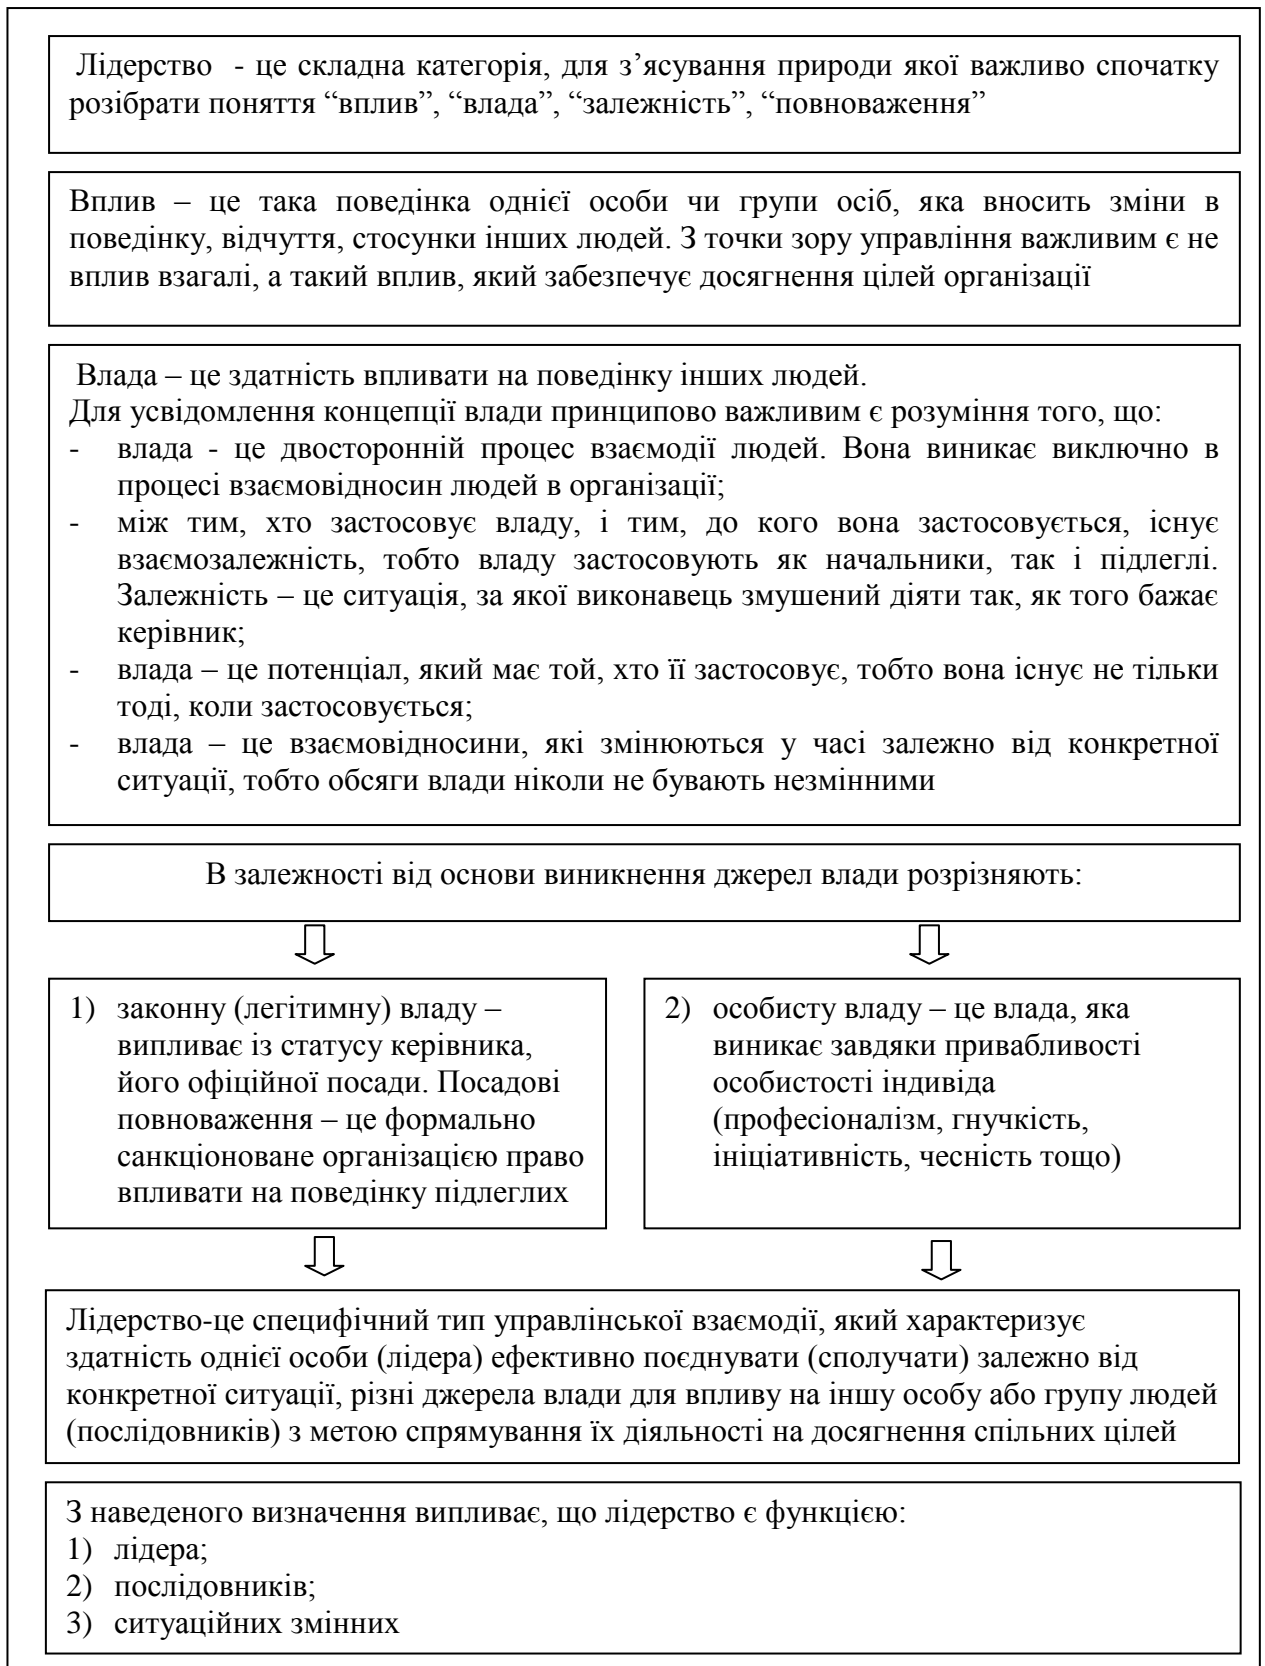 Лідерство - це складна категорія, для з’ясування природи якої важливо спочатку
розібрати поняття “вплив”, “влада”, “залежність”, “повноваження”
Вплив – це така поведінка однієї особи чи групи осіб, яка вносить зміни в
поведінку, відчуття, стосунки інших людей. З точки зору управління важливим є не
вплив взагалі, а такий вплив, який забезпечує досягнення цілей організації
Влада – це здатність впливати на поведінку інших людей.
Для усвідомлення концепції влади принципово важливим є розуміння того, що:
- влада - це двосторонній процес взаємодії людей. Вона виникає виключно в
процесі взаємовідносин людей в організації;
- між тим, хто застосовує владу, і тим, до кого вона застосовується, існує
взаємозалежність, тобто владу застосовують як начальники, так і підлеглі.
Залежність – це ситуація, за якої виконавець змушений діяти так, як того бажає
керівник;
- влада – це потенціал, який має той, хто її застосовує, тобто вона існує не тільки
тоді, коли застосовується;
- влада – це взаємовідносини, які змінюються у часі залежно від конкретної
ситуації, тобто обсяги влади ніколи не бувають незмінними
В залежності від основи виникнення джерел влади розрізняють:
1) законну (легітимну) владу –
випливає із статусу керівника,
його офіційної посади. Посадові
повноваження – це формально
санкціоноване організацією право
впливати на поведінку підлеглих
2) особисту владу – це влада, яка
виникає завдяки привабливості
особистості індивіда
(професіоналізм, гнучкість,
ініціативність, чесність тощо)
Лідерство-це специфічний тип управлінської взаємодії, який характеризує
здатність однієї особи (лідера) ефективно поєднувати (сполучати) залежно від
конкретної ситуації, різні джерела влади для впливу на іншу особу або групу людей
(послідовників) з метою спрямування їх діяльності на досягнення спільних цілей
З наведеного визначення випливає, що лідерство є функцією:
1) лідера;
2) послідовників;
3) ситуаційних змінних